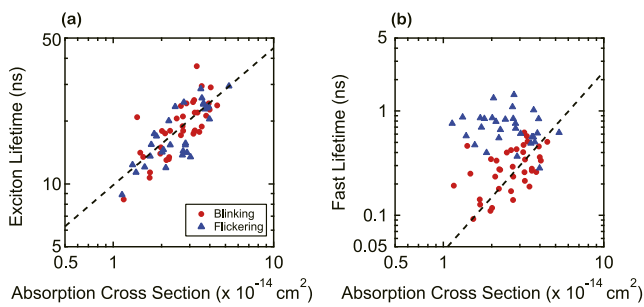 (a)
50
10
5
Exciton Lifetime (ns)
Blinking
Flickering
0.5
1
10
Absorption Cross Section (x 10-14 cm2)
(b)
5
1
0.1
0.05
Fast Lifetime (ns)
0.5
1
10
Absorption Cross Section (x 10-14 cm2)